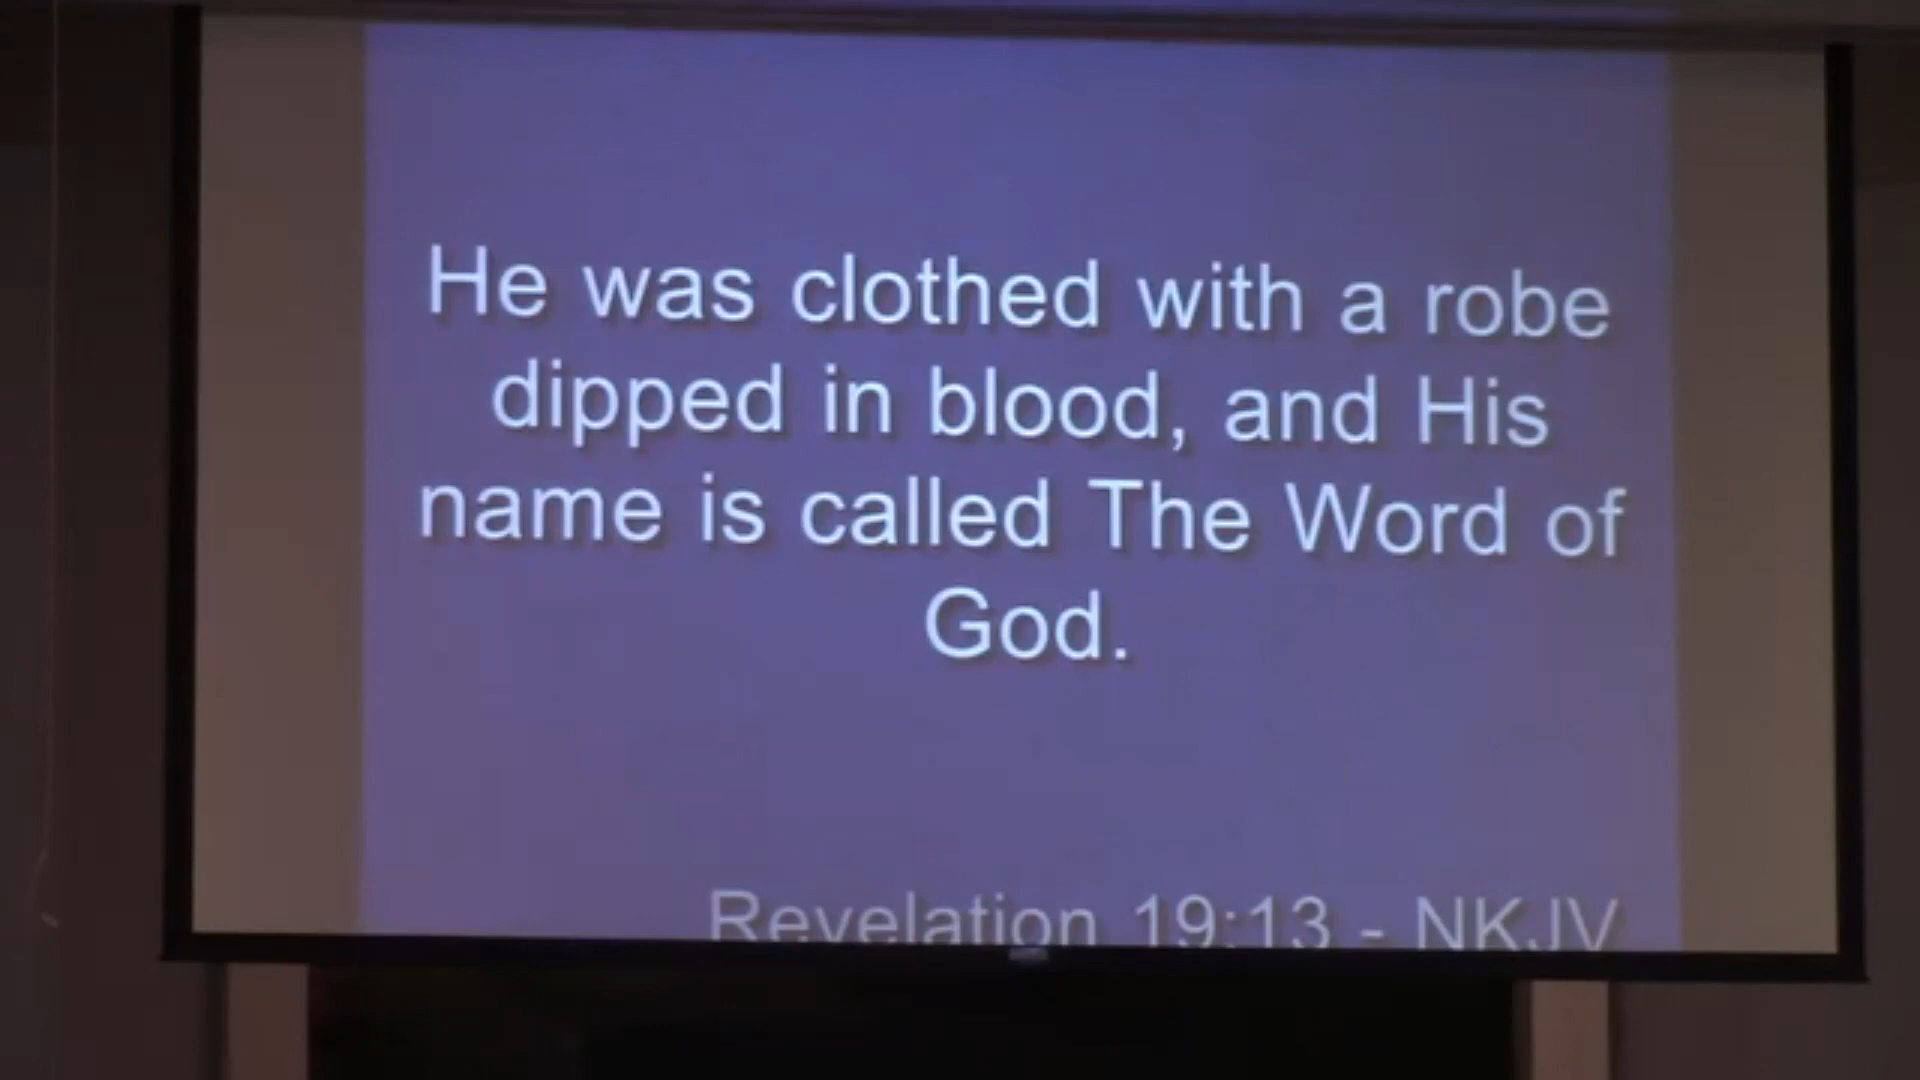 He was clothed with a robe
dipped in blood, and His
name is called The Word of
God.
Revelation 19:13 - NKJV